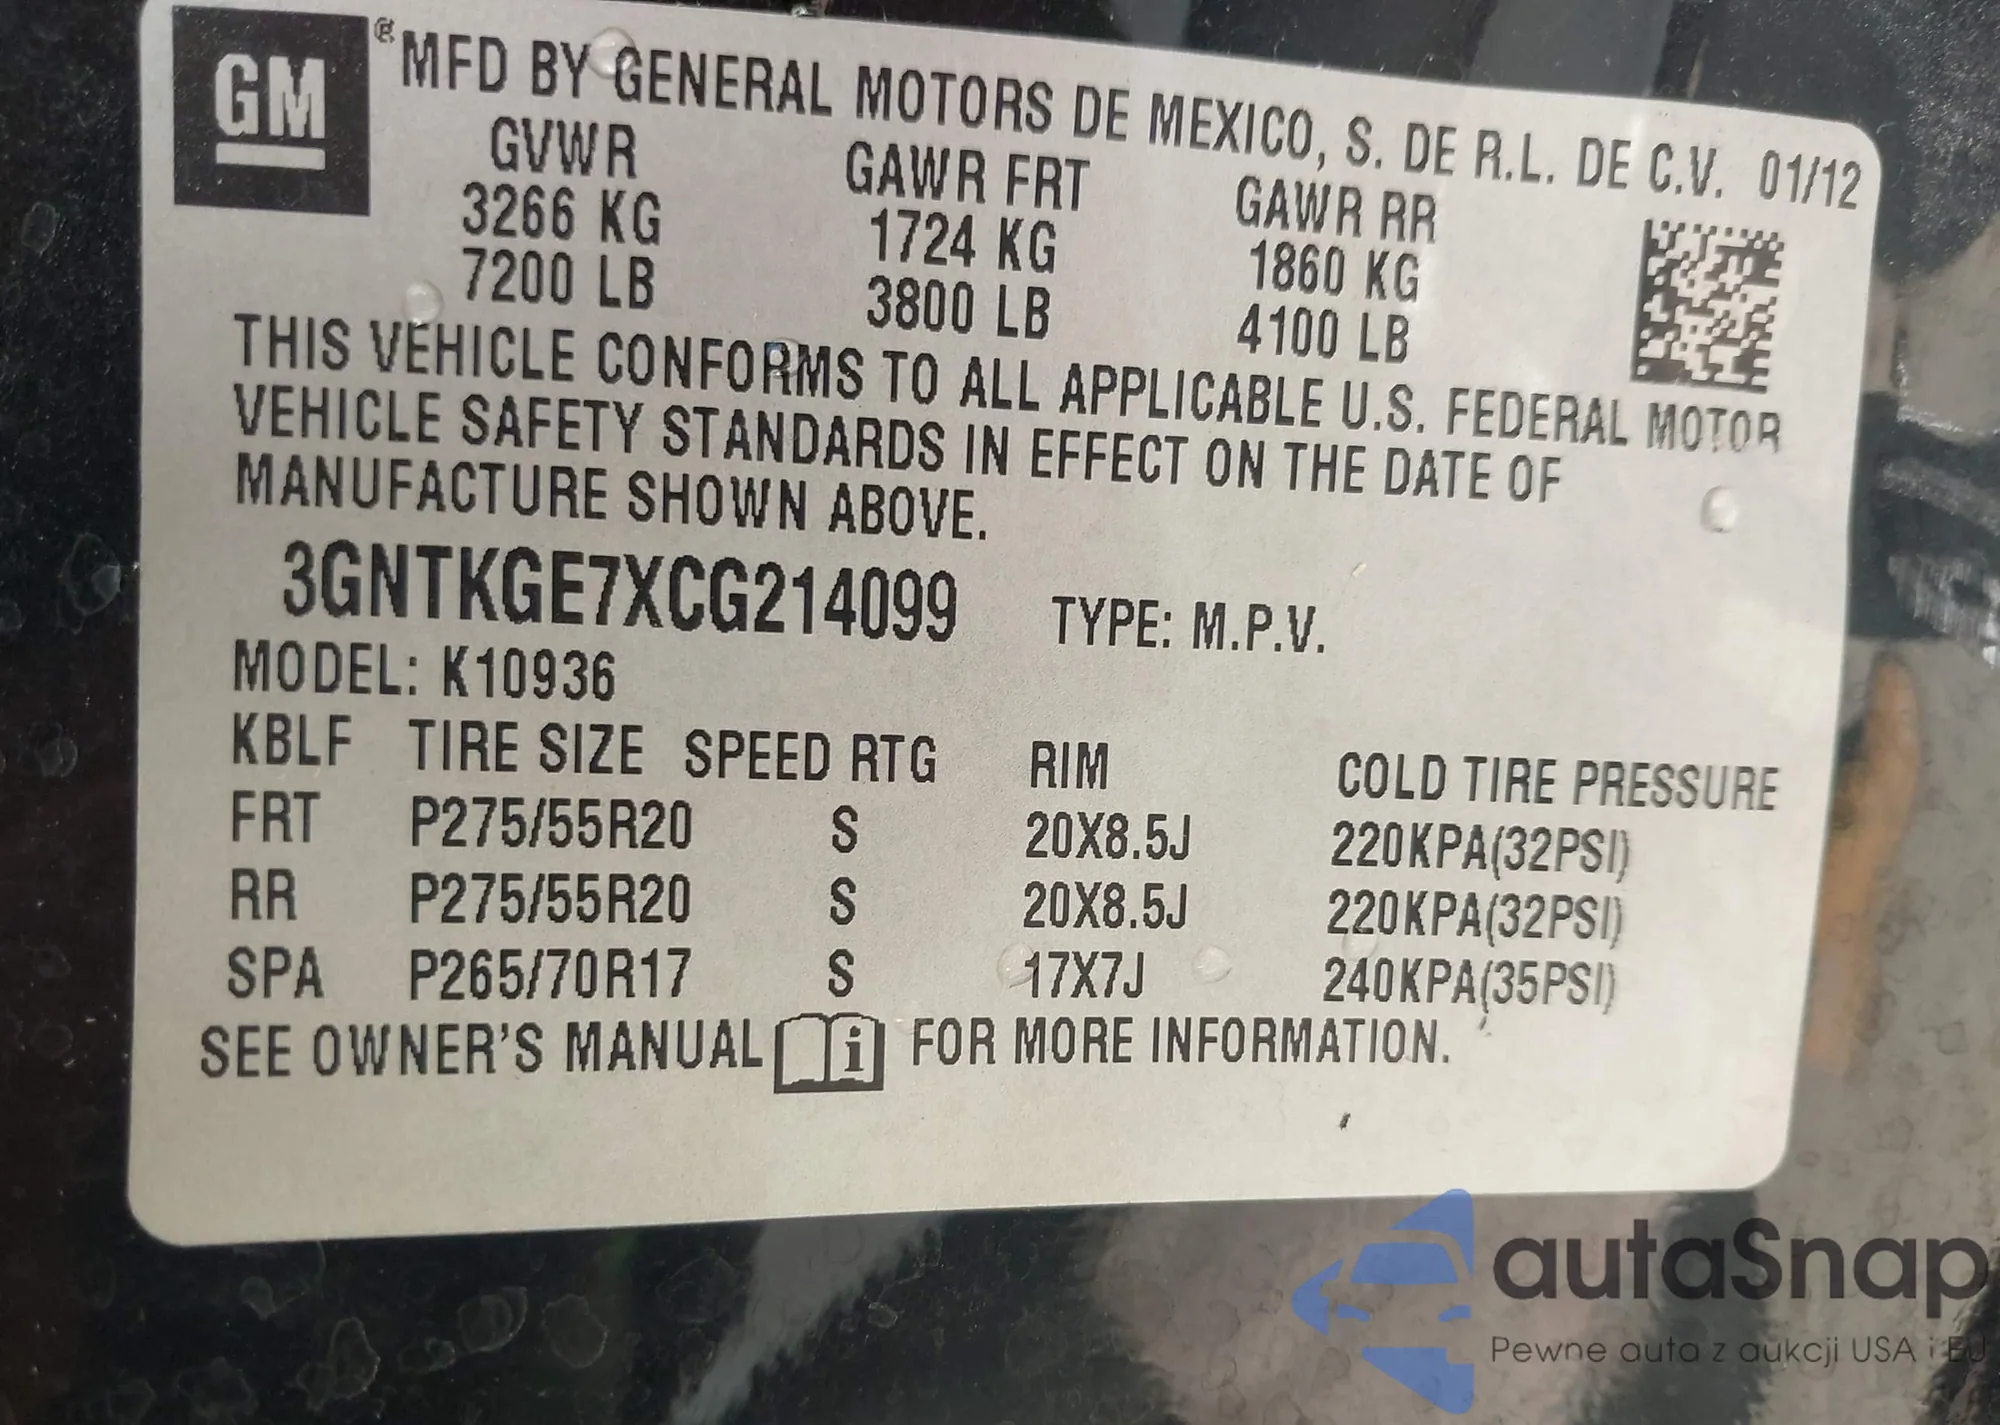 GM
® MFD BY GENERAL MOTORS DE MEXICO, S. DE R.L. DE C.V. 01/12
GVWR GAWR FRT GAWR RR
3266 KG 1724 KG 1860 KG
7200 LB 3800 LB 4100 LB
THIS VEHICLE CONFORMS TO ALL APPLICABLE U.S. FEDERAL MOTOR
VEHICLE SAFETY STANDARDS IN EFFECT ON THE DATE OF
MANUFACTURE SHOWN ABOVE.
3GNTKGE7XCG214099 TYPE: M.P.V.
MODEL: K10936
KBLF TIRE SIZE SPEED RTG RIM COLD TIRE PRESSURE
FRT P275/55R20 S 20X8.5J 220KPA(32PSI)
RR P275/55R20 S 20X8.5J 220KPA(32PSI)
SPA P265/70R17 S 17X7J 240KPA(35PSI)
SEE OWNER'S MANUAL i FOR MORE INFORMATION.
autaSnap
Pewne auta z aukcji USA i EU